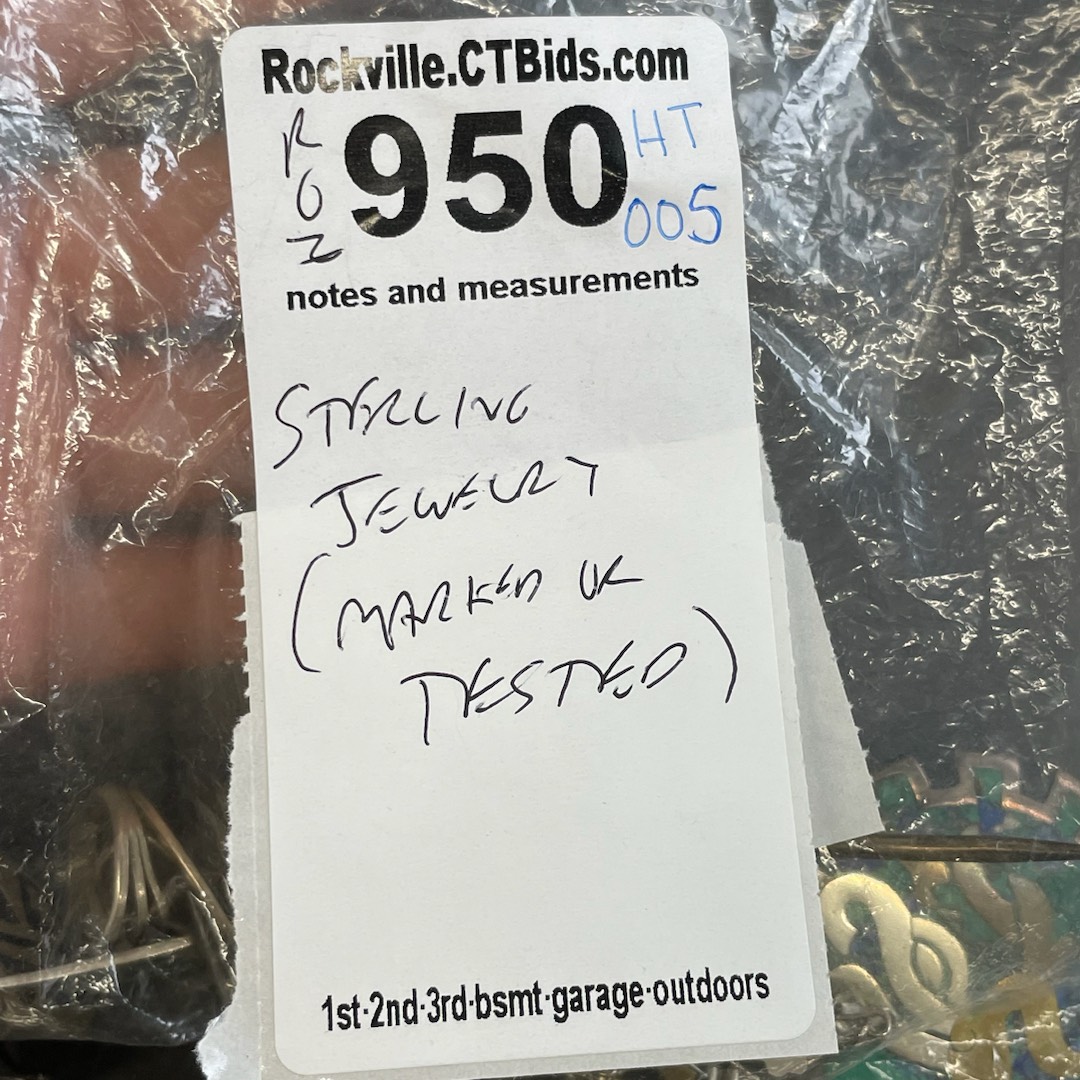 Rockville.CTBids.com
RON 950 HT
005
notes and measurements
STERLING
JEWELRY
(MARKED OR
TESTED)
1st·2nd·3rd·bsmt·garage·outdoors